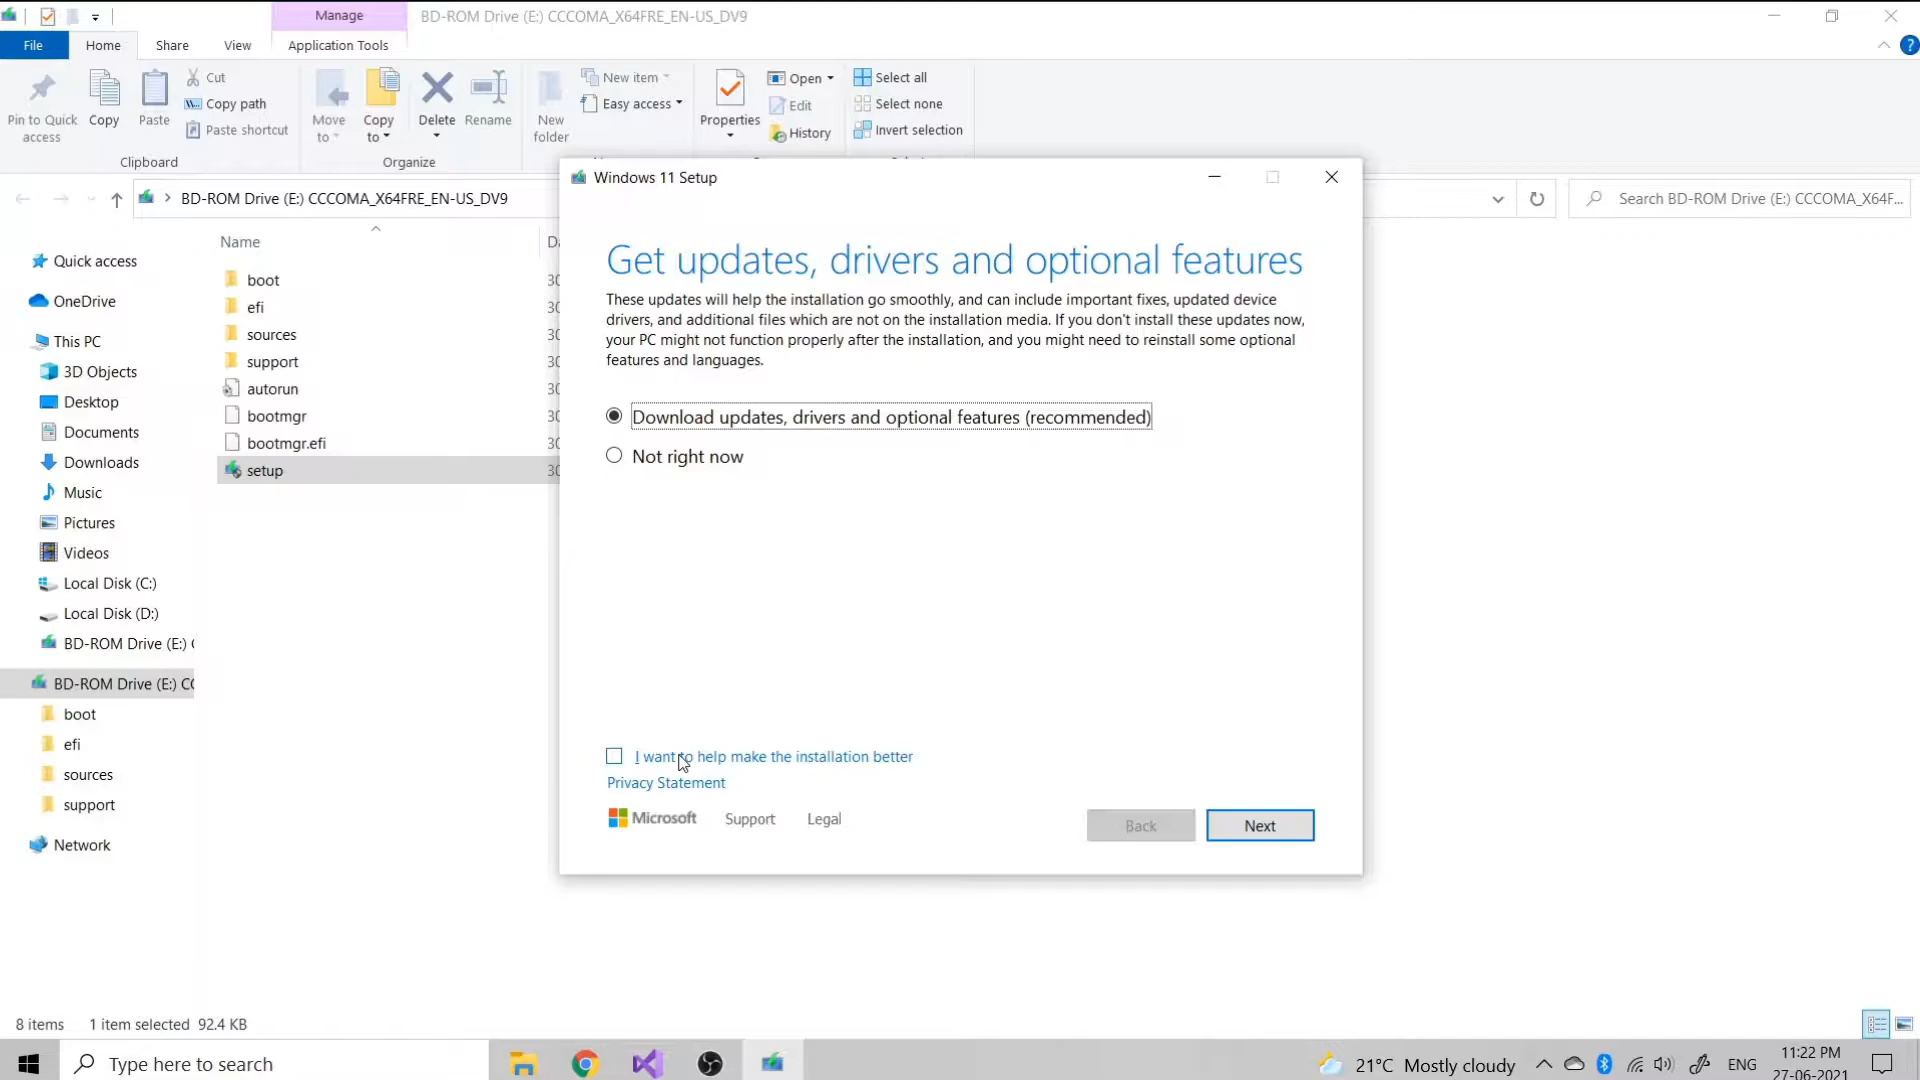 Manage
BD-ROM Drive (E:) CCCOMA_X64FRE_EN-US_DV9
File
Home
Share
View
Application Tools
Pin to Quick
access
Copy
Paste
Cut
Copy path
Paste shortcut
Clipboard
Move
to
Copy
to
Delete
Rename
Organize
New
folder
New item
Easy access
Properties
Open
Edit
History
Select all
Select none
Invert selection
BD-ROM Drive (E:) CCCOMA_X64FRE_EN-US_DV9
Search BD-ROM Drive (E:) CCCOMA_X64F...
Quick access
OneDrive
This PC
3D Objects
Desktop
Documents
Downloads
Music
Pictures
Videos
Local Disk (C:)
Local Disk (D:)
BD-ROM Drive (E:)
BD-ROM Drive (E:) CC
boot
efi
sources
support
Network
Name
boot
efi
sources
support
autorun
bootmgr
bootmgr.efi
setup
Windows 11 Setup
Get updates, drivers and optional features
These updates will help the installation go smoothly, and can include important fixes, updated device
drivers, and additional files which are not on the installation media. If you don't install these updates now,
your PC might not function properly after the installation, and you might need to reinstall some optional
features and languages.
Download updates, drivers and optional features (recommended)
Not right now
I want to help make the installation better
Privacy Statement
Microsoft
Support
Legal
Back
Next
8 items
1 item selected 92.4 KB
Type here to search
21°C Mostly cloudy
ENG
11:22 PM
27-06-2021